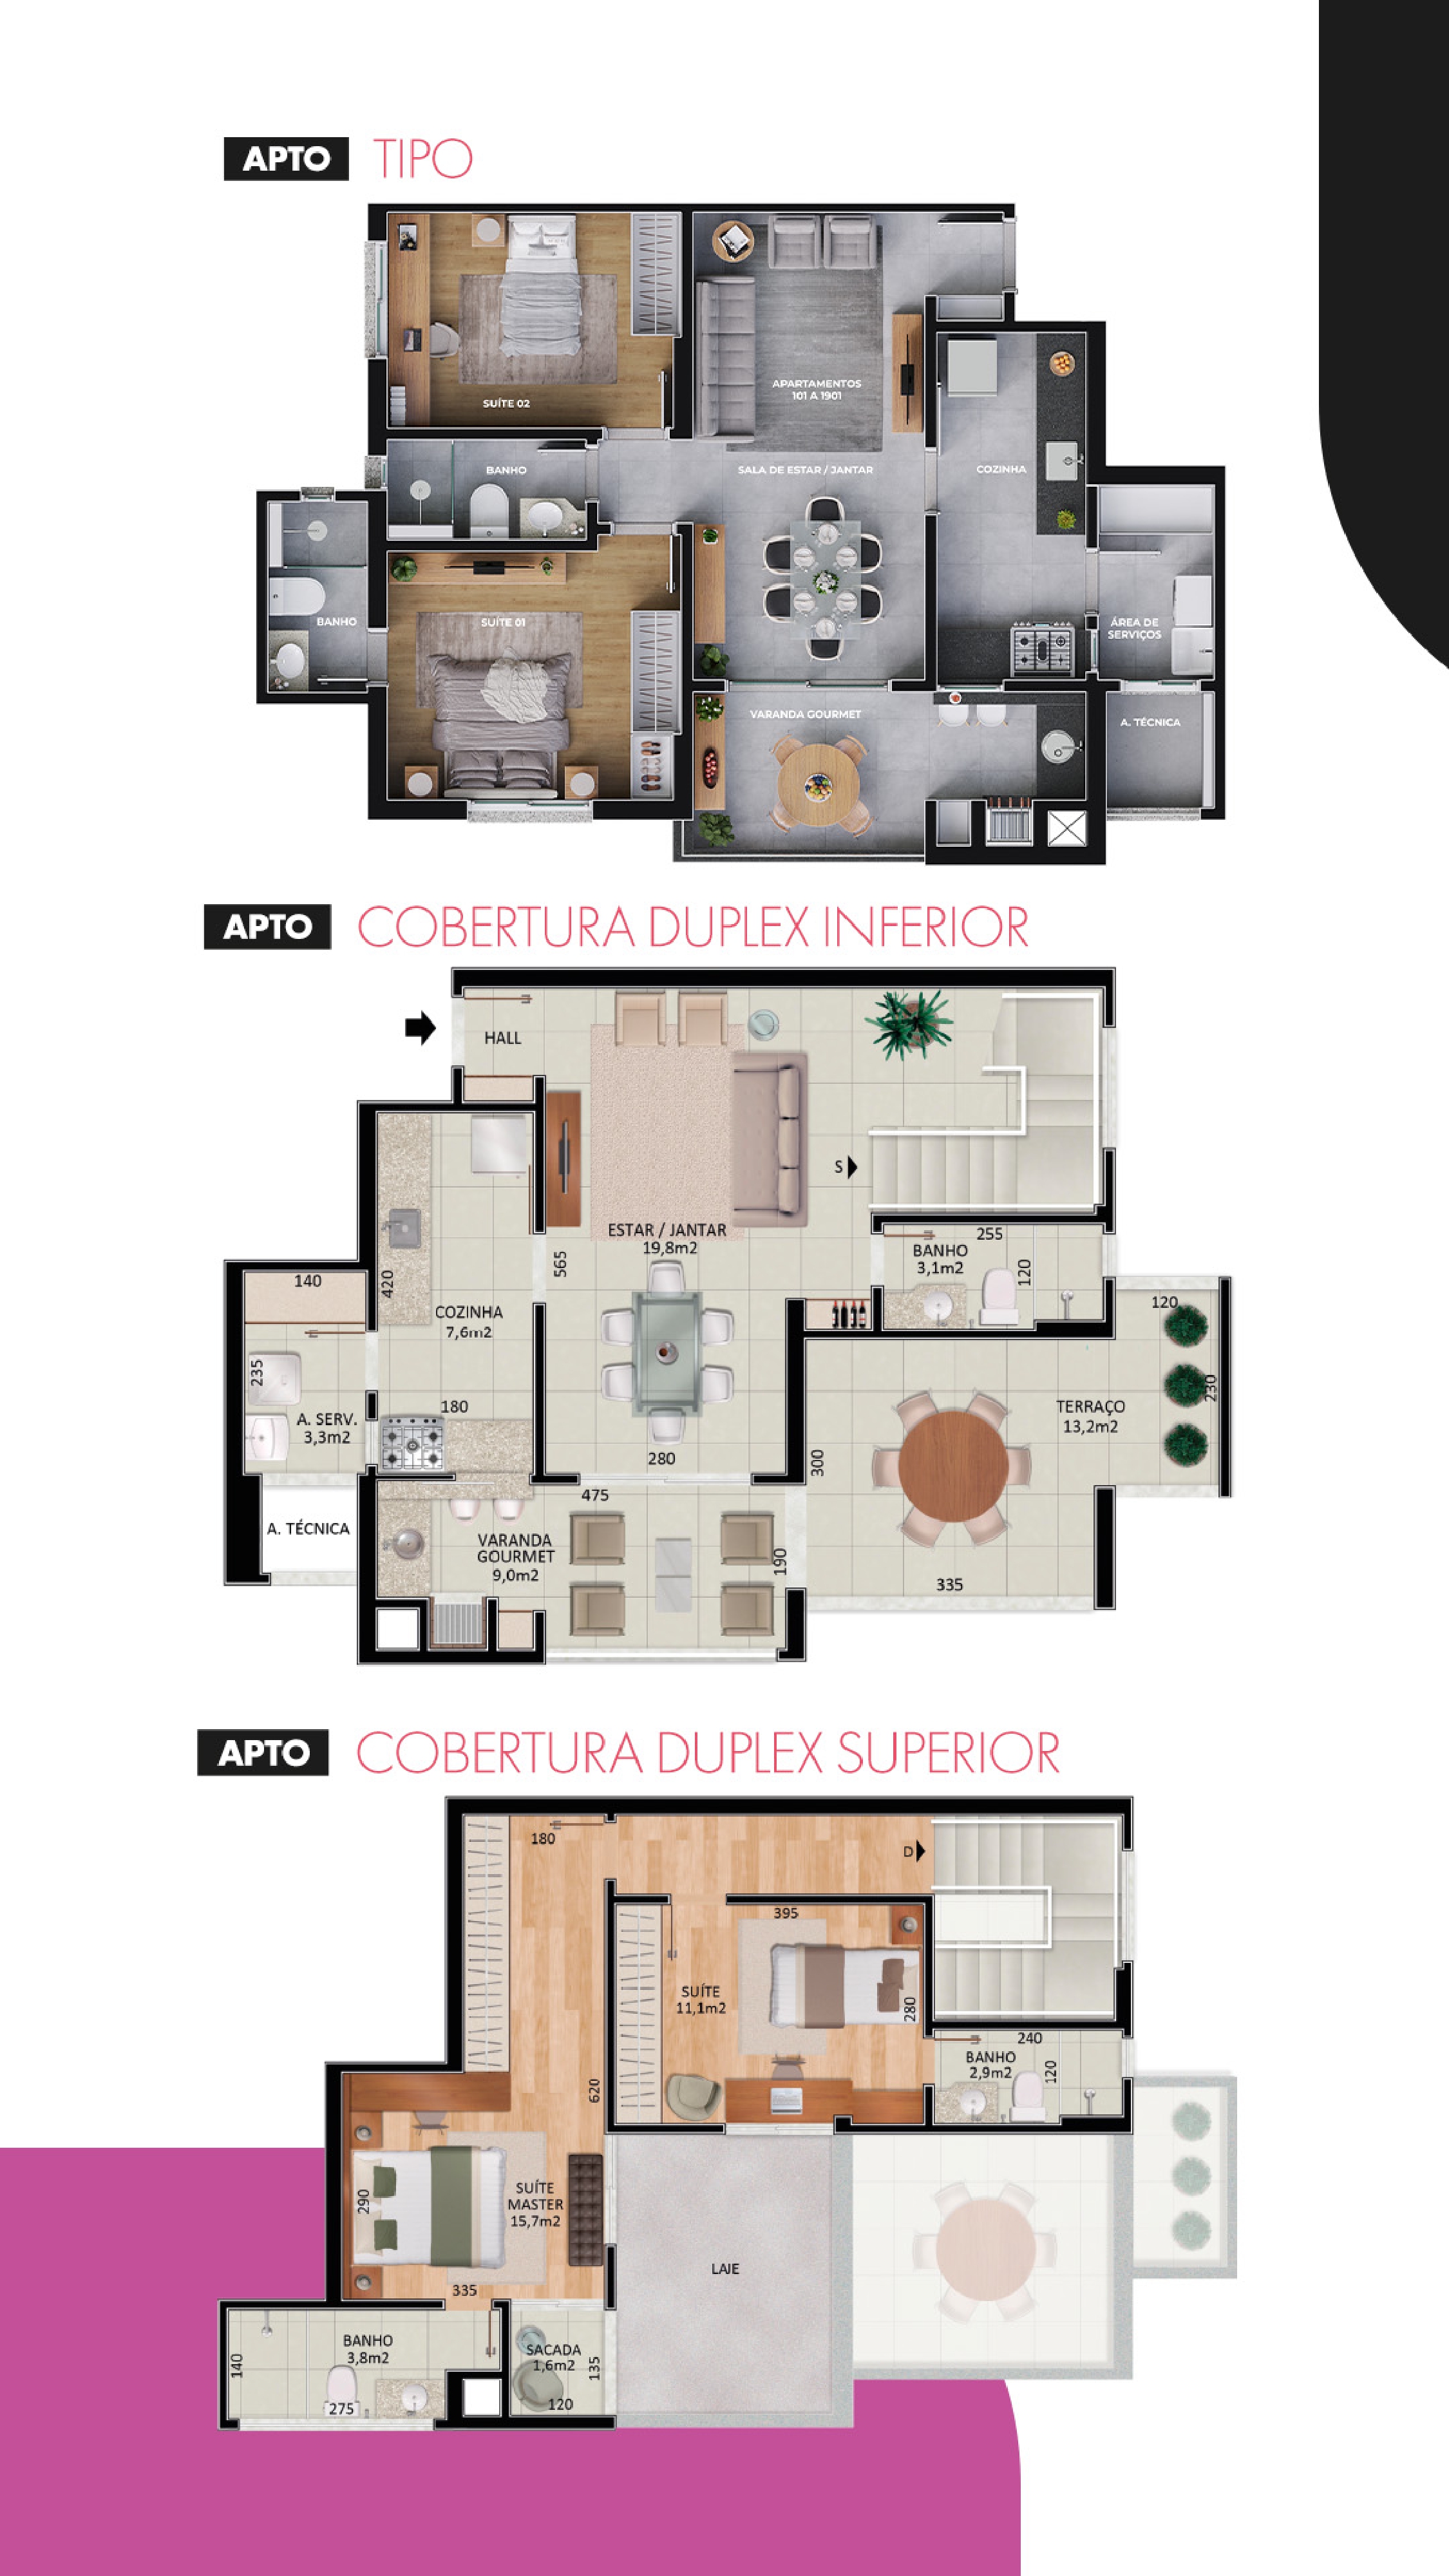 APTO TIPO
SUÍTE 02
APARTAMENTOS
101 A 1901
BANHO
SALA DE ESTAR / JANTAR
COZINHA
BANHO
SUÍTE 01
ÁREA DE
SERVIÇOS
VARANDA GOURMET
A. TÉCNICA
APTO COBERTURA DUPLEX INFERIOR
HALL
S
ESTAR / JANTAR
19,8m2
565
255
BANHO
3,1m2
120
140
420
COZINHA
7,6m2
120
235
230
TERRAÇO
13,2m2
180
A. SERV.
3,3m2
280
300
475
A. TÉCNICA
VARANDA
GOURMET
9,0m2
190
335
APTO COBERTURA DUPLEX SUPERIOR
180
D
395
SUÍTE
11,1m2
280
240
BANHO
2,9m2
120
620
SUÍTE
MASTER
15,7m2
290
LAJE
335
BANHO
3,8m2
140
275
SACADA
1,6m2
135
120